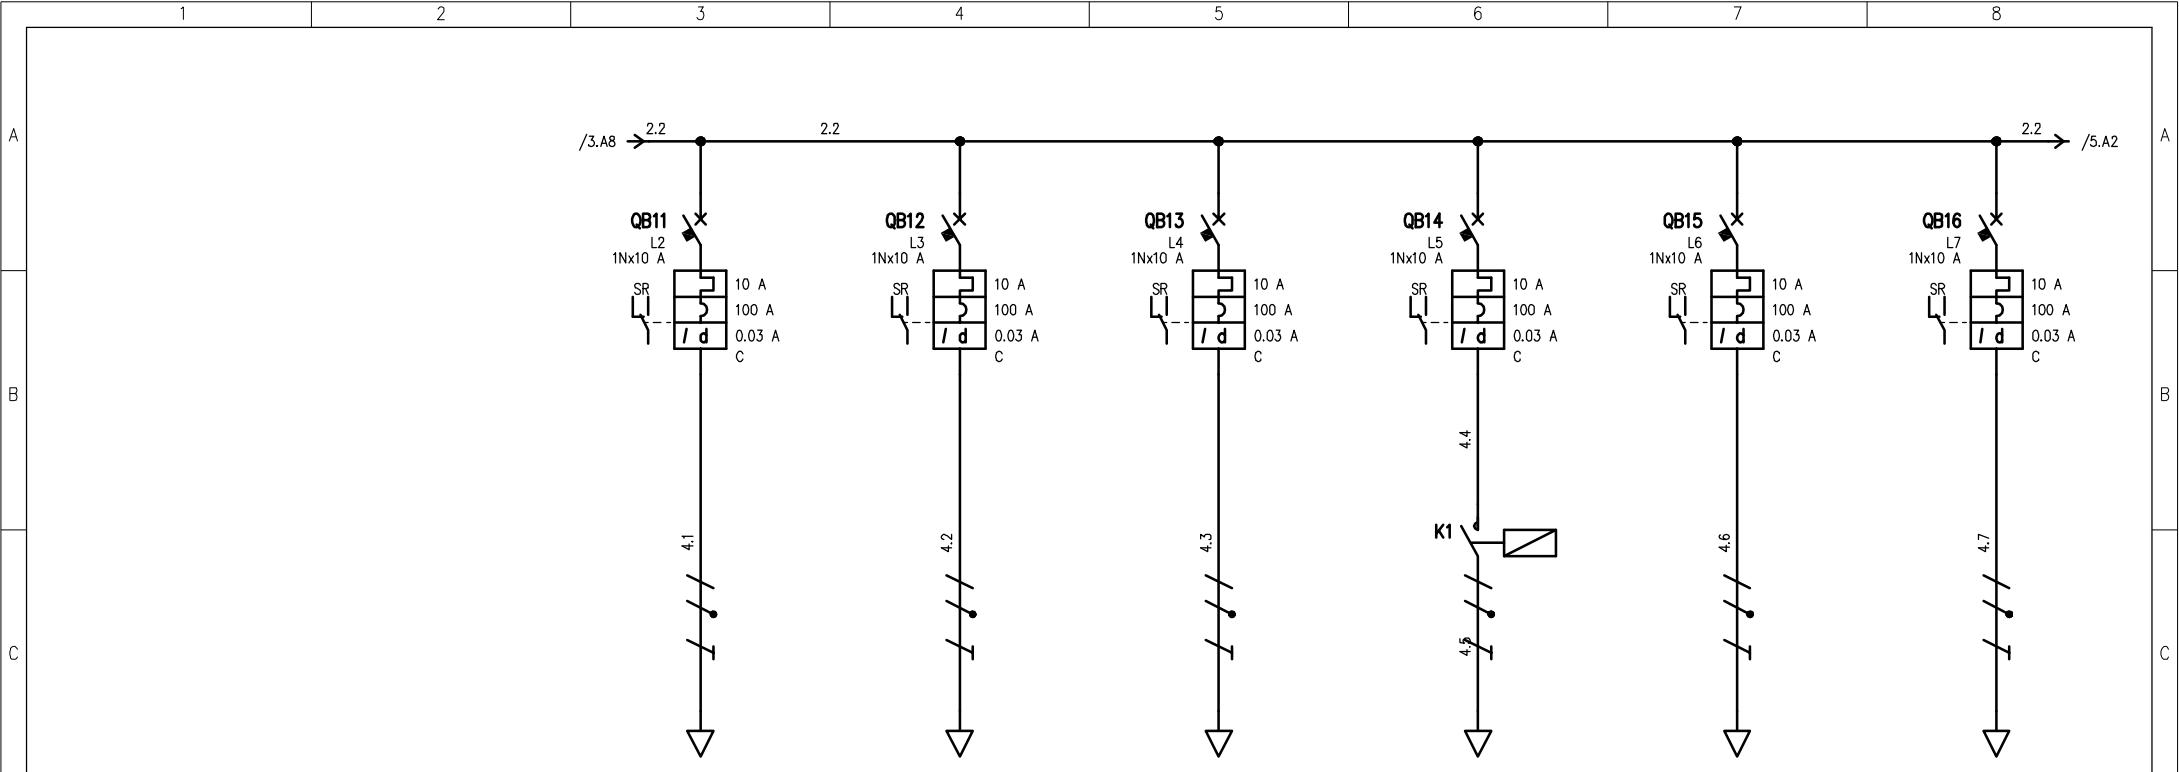 1 2 3 4 5 6 7 8
A A
/3.A8 2.2 2.2 2.2 /5.A2
QB11 QB12 QB13 QB14 QB15 QB16
L2 L3 L4 L5 L6 L7
1Nx10 A 1Nx10 A 1Nx10 A 1Nx10 A 1Nx10 A 1Nx10 A
SR 10 A SR 10 A SR 10 A SR 10 A SR 10 A SR 10 A
100 A 100 A 100 A 100 A 100 A 100 A
I d 0.03 A I d 0.03 A I d 0.03 A I d 0.03 A I d 0.03 A I d 0.03 A
C C C C C C
B B
4.4
K1
4.1 4.2 4.3 4.6 4.7
4.5
C C